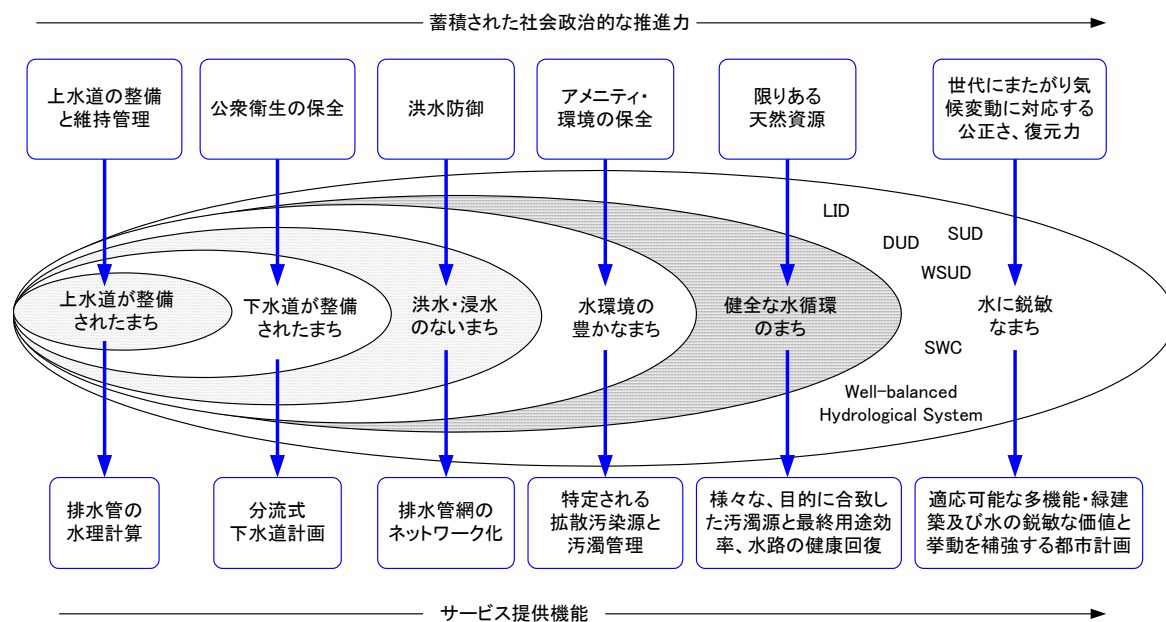 蓄積された社会政治的な推進力
上水道の整備
と維持管理
公衆衛生の保全
洪水防御
アメニティ・
環境の保全
限りある
天然資源
世代にまたがり気
候変動に対応する
公正さ、復元力
LID
SUD
DUD
WSUD
上水道が整備
されたまち
下水道が整備
されたまち
洪水・浸水
のないまち
水環境の
豊かなまち
健全な水循環
のまち
水に鋭敏
なまち
SWC
Well-balanced
Hydrological System
排水管の
水理計算
分流式
下水道計画
排水管網の
ネットワーク化
特定される
拡散汚染源と
汚濁管理
様々な、目的に合致し
た汚濁源と最終用途効
率、水路の健康回復
適応可能な多機能・緑建
築及び水の鋭敏な価値と
挙動を補強する都市計画
サービス提供機能